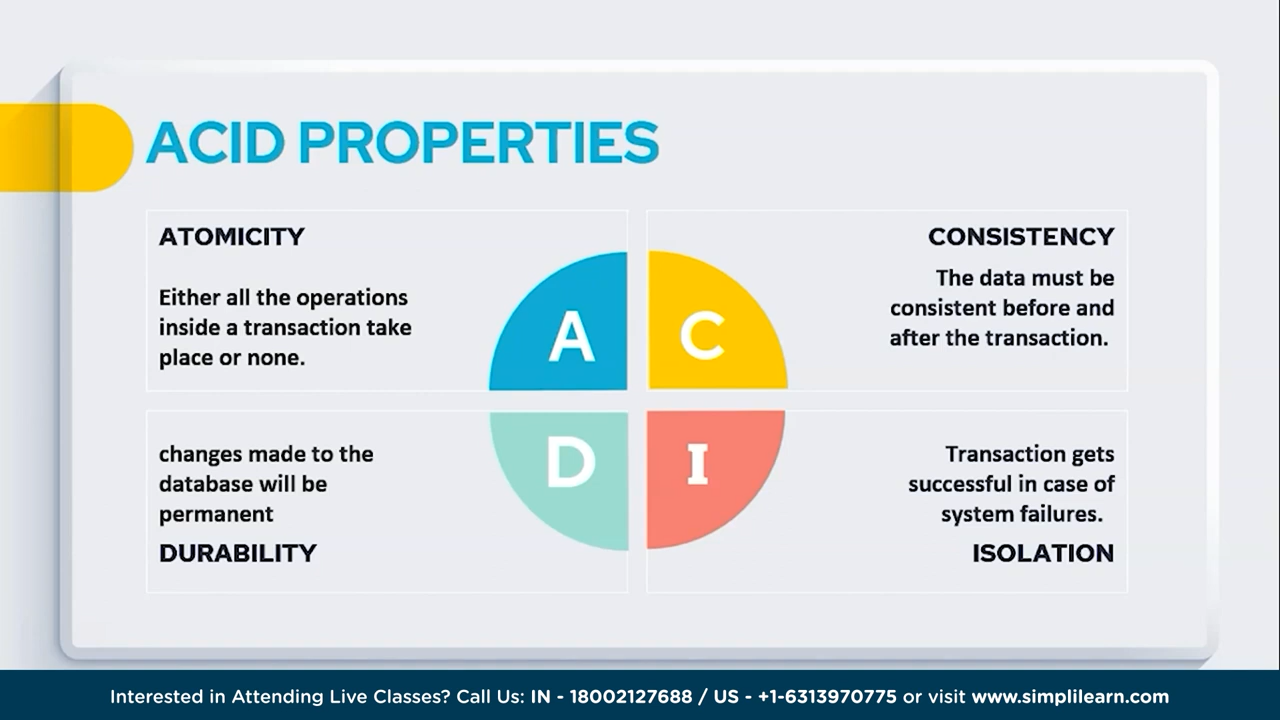 ACID PROPERTIES
ATOMICITY
Either all the operations
inside a transaction take
place or none.
A
C
CONSISTENCY
The data must be
consistent before and
after the transaction.
changes made to the
database will be
permanent
DURABILITY
D
I
Transaction gets
successful in case of
system failures.
ISOLATION
Interested in Attending Live Classes? Call Us: IN - 18002127688 / US - +1-6313970775 or visit www.simplilearn.com